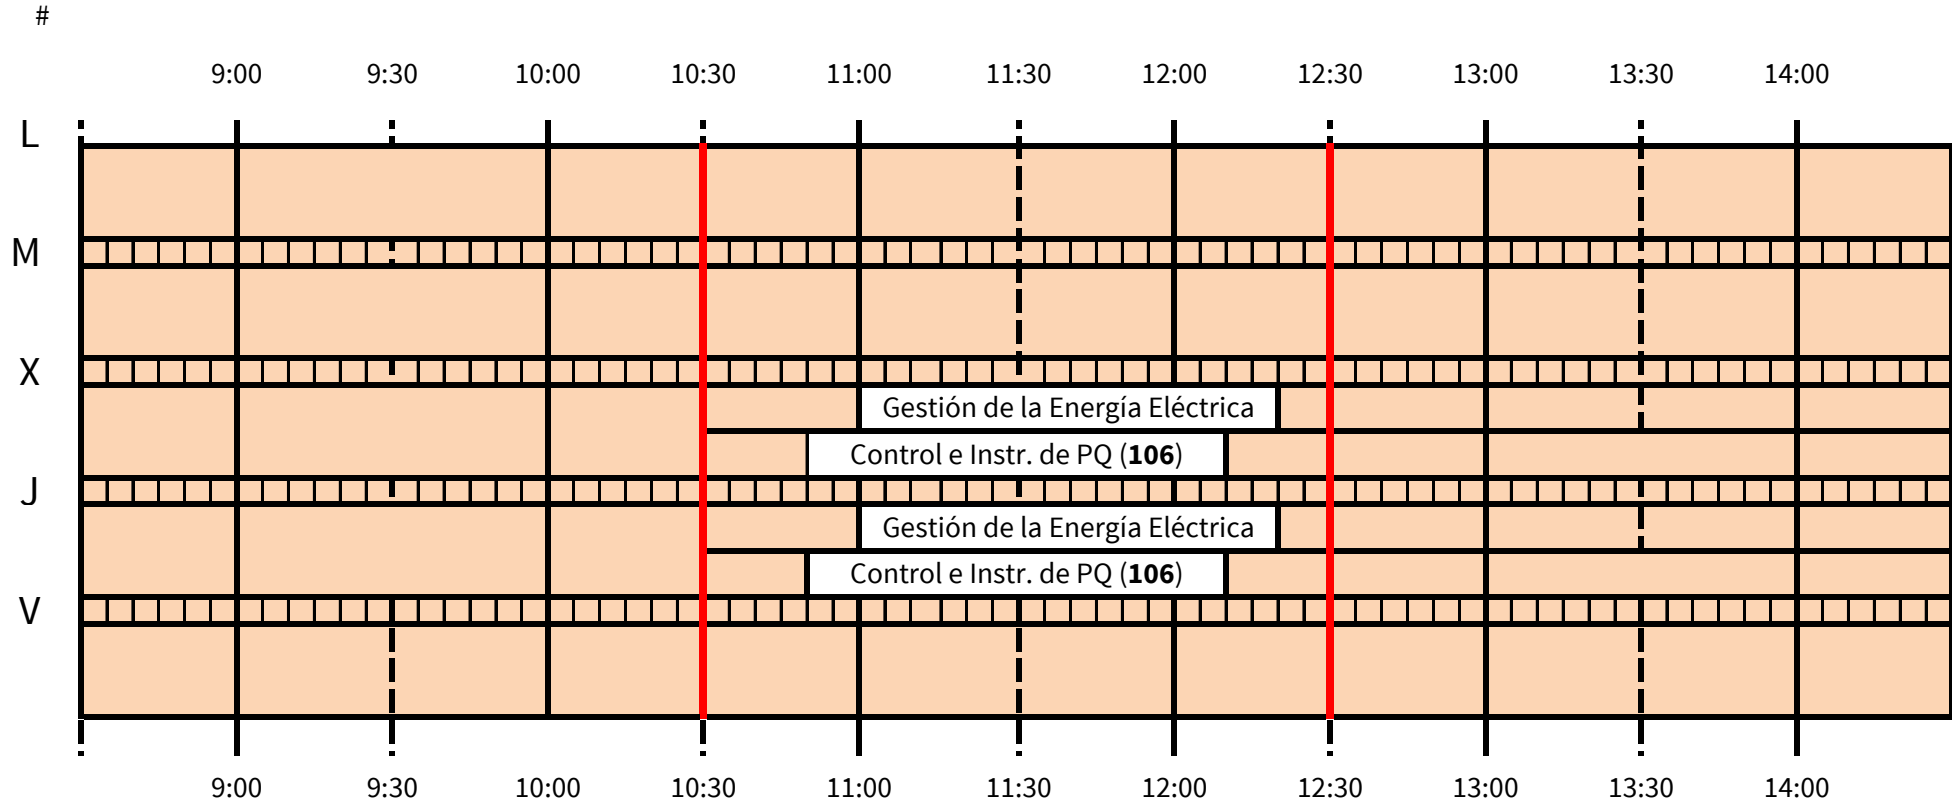 #
9:00 9:30 10:00 10:30 11:00 11:30 12:00 12:30 13:00 13:30 14:00
L
M
X
Gestión de la Energía Eléctrica
Control e Instr. de PQ (106)
J
Gestión de la Energía Eléctrica
Control e Instr. de PQ (106)
V
9:00 9:30 10:00 10:30 11:00 11:30 12:00 12:30 13:00 13:30 14:00